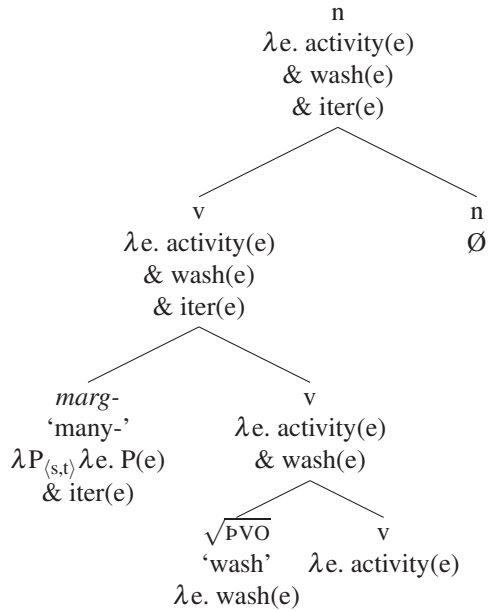 n
λe. activity(e)
& wash(e)
& iter(e)
v
λe. activity(e)
& wash(e)
& iter(e)
n
Ø
marg-
‘many-’
λP⟨s,t⟩ λe. P(e)
& iter(e)
v
λe. activity(e)
& wash(e)
√ÞVO
‘wash’
λe. wash(e)
v
λe. activity(e)